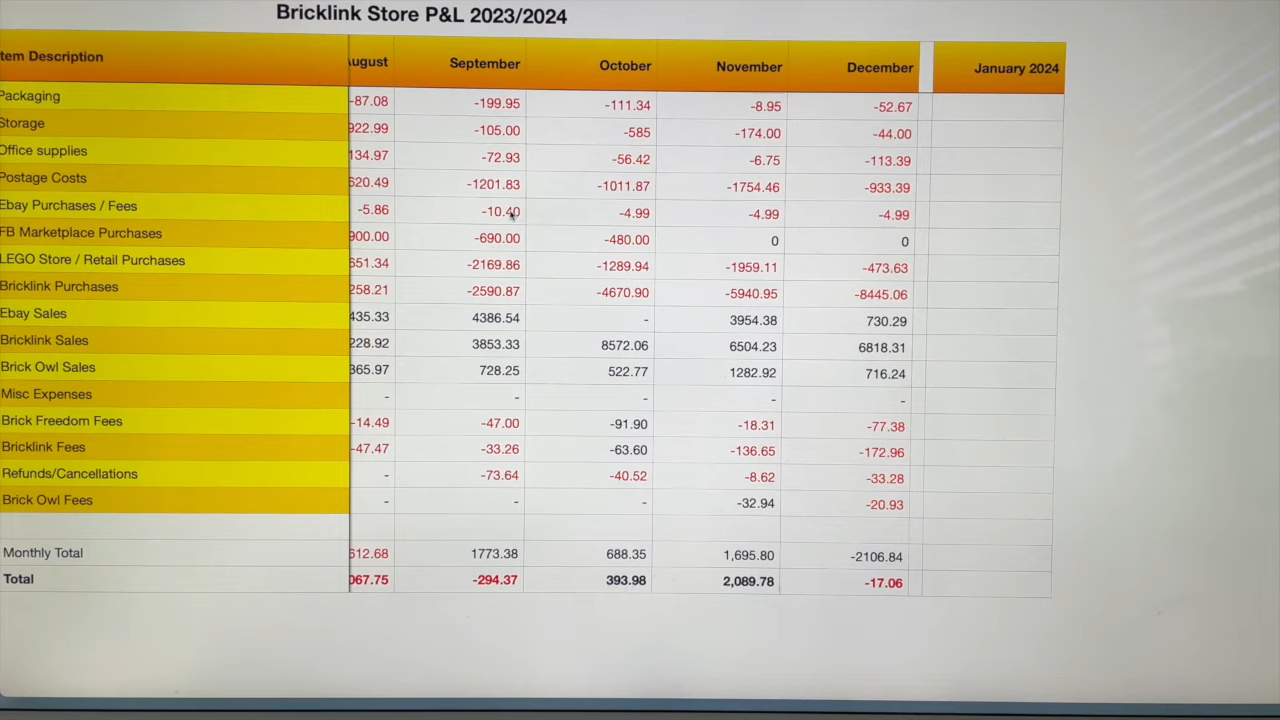 Bricklink Store P&L 2023/2024
tem Description ugust September October November December January 2024
Packaging -87.08 -199.95 -111.34 -8.95 -52.67
Storage 922.99 -105.00 -585 -174.00 -44.00
Office supplies 134.97 -72.93 -56.42 -6.75 -113.39
Postage Costs 620.49 -1201.83 -1011.87 -1754.46 -933.39
Ebay Purchases / Fees -5.86 -10.40 -4.99 -4.99 -4.99
FB Marketplace Purchases 900.00 -690.00 -480.00 0 0
LEGO Store / Retail Purchases 651.34 -2169.86 -1289.94 -1959.11 -473.63
Bricklink Purchases 258.21 -2590.87 -4670.90 -5940.95 -8445.06
Ebay Sales 435.33 4386.54 - 3954.38 730.29
Bricklink Sales 228.92 3853.33 8572.06 6504.23 6818.31
Brick Owl Sales 365.97 728.25 522.77 1282.92 716.24
Misc Expenses - - - - -
Brick Freedom Fees -14.49 -47.00 -91.90 -18.31 -77.38
Bricklink Fees -47.47 -33.26 -63.60 -136.65 -172.96
Refunds/Cancellations - -73.64 -40.52 -8.62 -33.28
Brick Owl Fees - - - -32.94 -20.93
Monthly Total 612.68 1773.38 688.35 1,695.80 -2106.84
Total 067.75 -294.37 393.98 2,089.78 -17.06